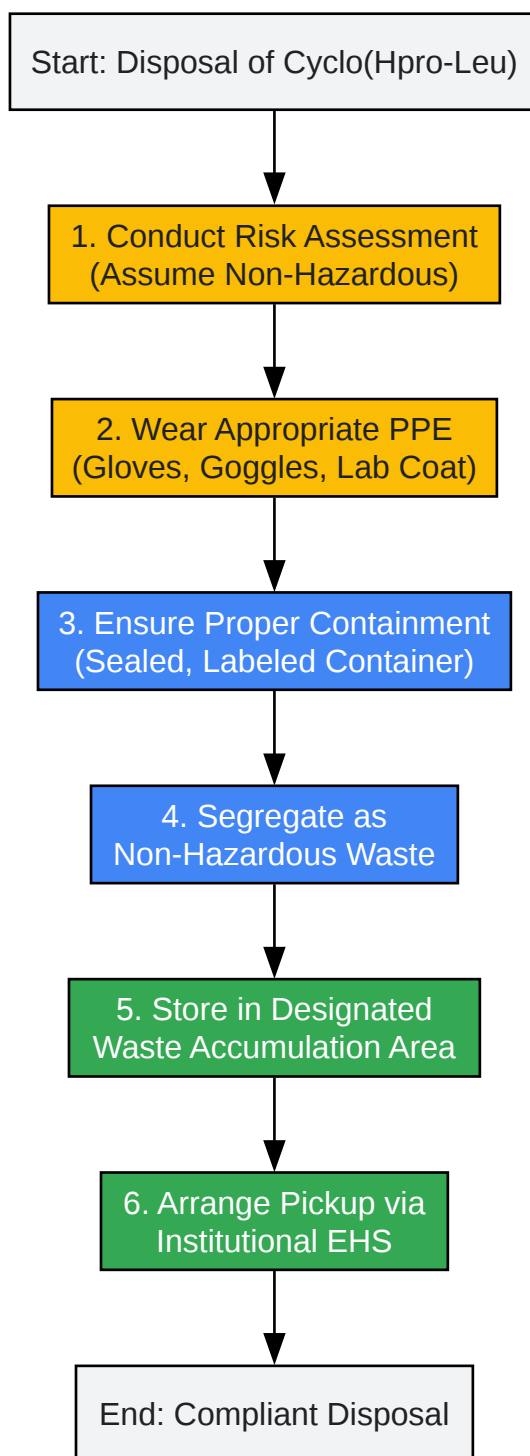 Start: Disposal of Cyclo(Hpro-Leu)
1. Conduct Risk Assessment
(Assume Non-Hazardous)
2. Wear Appropriate PPE
(Gloves, Goggles, Lab Coat)
3. Ensure Proper Containment
(Sealed, Labeled Container)
4. Segregate as
Non-Hazardous Waste
5. Store in Designated
Waste Accumulation Area
6. Arrange Pickup via
Institutional EHS
End: Compliant Disposal